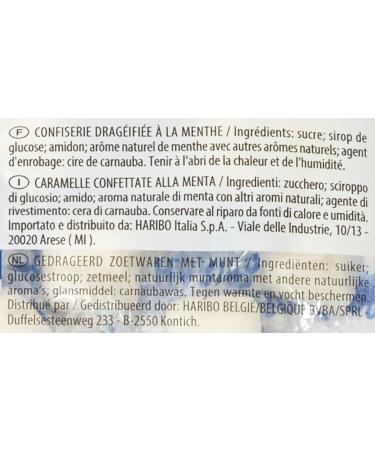 F CONFISERIE DRAGÉIFIÉE À LA MENTHE / Ingrédients: sucre; sirop de
glucose; amidon; arôme naturel de menthe avec autres arômes naturels; agent
d'enrobage: cire de carnauba. Tenir à l'abri de la chaleur et de l'humidité.
I CARAMELLE CONFETTATE ALLA MENTA / Ingredienti: zucchero; sciroppo
di glucosio; amido; aroma naturale di menta con altri aromi naturali; agente di
rivestimento: cera di carnauba. Conservare al riparo da fonti di calore e umidità.
Importato e distribuito da: HARIBO Italia S.p.A. - Viale delle Industrie, 10/13 -
20020 Arese ( MI ).
NL GEDRAGEERD ZOETWAREN MET MUNT / Ingrediënten: suiker;
glucosestroop; zetmeel; natuurlijk muntaroma met andere natuurlijke
aroma's, glansmiddel: carnaubawas. Tegen warmte en vocht beschermen.
Distribué par / Gedistribueerd door: HARIBO BELGIË/BELGIQUE BVBA/SPRL
Duffelsesteenweg 233 - B-2550 Kontich.